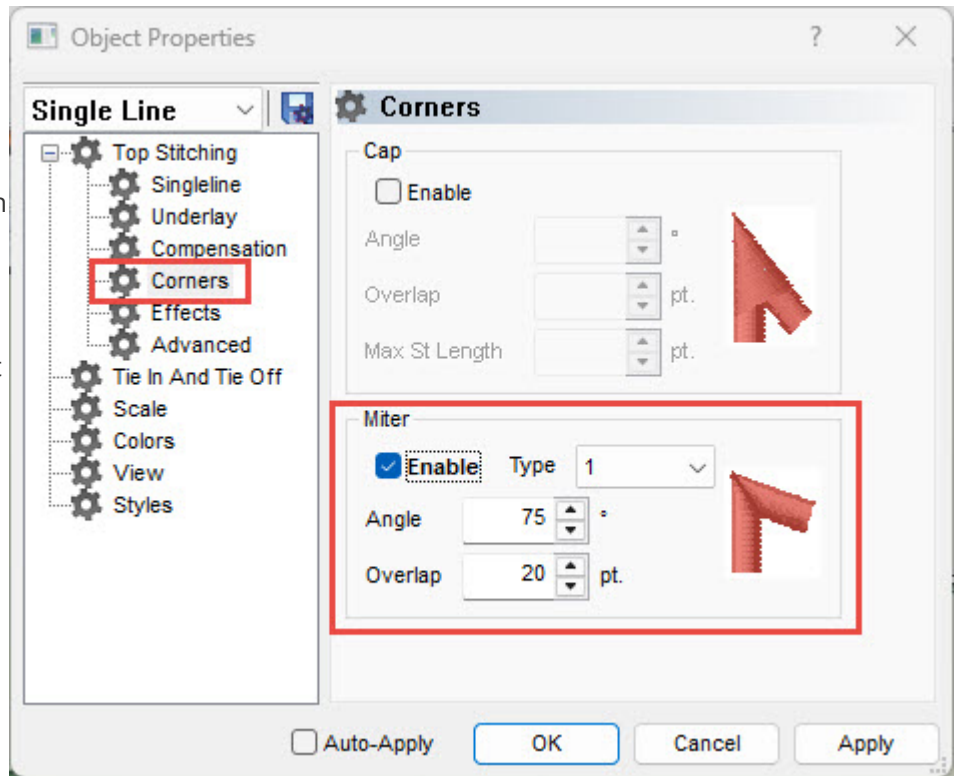 Object Properties
?
Single Line
Top Stitching
Singleline
Underlay
Compensation
Corners
Effects
Advanced
Tie In And Tie Off
Scale
Colors
View
Styles
Corners
Cap
Enable
Angle °
Overlap pt.
Max St Length pt.
Miter
Enable Type 1
Angle 75 °
Overlap 20 pt.
Auto-Apply OK Cancel Apply